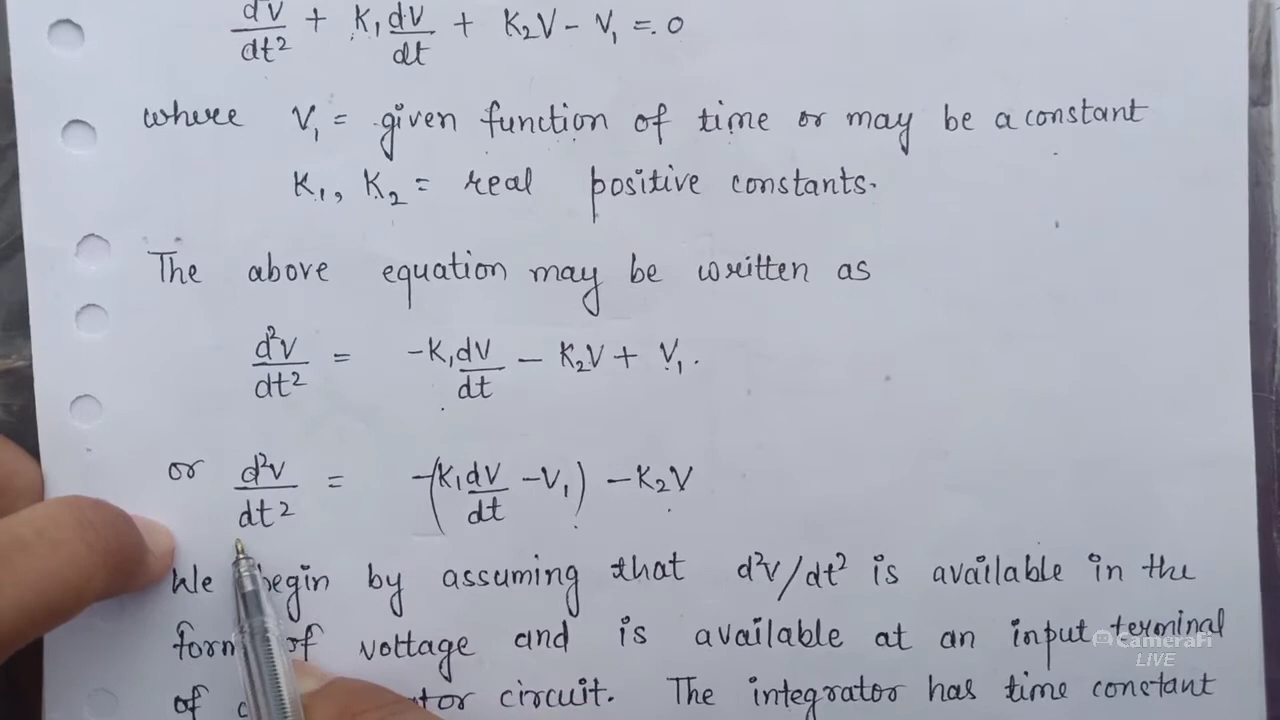 dV/dt² + K₁dV/dt + K₂V - V₁ = 0
where V₁ = given function of time or may be a constant
K₁, K₂ = real positive constants.
The above equation may be written as
d²V/dt² = -K₁dV/dt - K₂V + V₁.
or d²V/dt² = -(K₁dV/dt - V₁) - K₂V
We begin by assuming that d²V/dt² is available in the
form of voltage and is available at an input terminal
of circuit. The integrator has time constant
CameraFi
LIVE